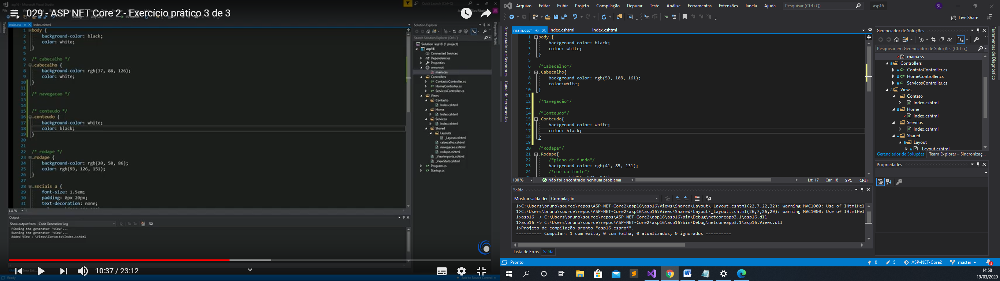 asp16 - Microsoft Visual Studio
Quick Launch (Ctrl+Q)
029 - ASP NET Core 2 - Exercício prático 3 de 3
main.css
Index.cshtml
1 body {
2 background-color: black;
3 color: white;
4 }
5
6 /* cabecalho */
7 .cabecalho {
8 background-color: rgb(37, 88, 126);
9 color: white;
10 }
11
12 /* navegacao */
13
14
15 /* conteudo */
16 .conteudo {
17 background-color: white;
18 color: black;
19 }
20
21
22 /* rodape */
23 .rodape {
24 background-color: rgb(20, 58, 86);
25 color: rgb(93, 126, 151);
26 }
27
28 .sociais a {
29 font-size: 1.5em;
30 padding: 0px 20px;
31 text-decoration: none;
111 %
Output
Show output from: Code Generation Log
Finding the generator 'view'...
Running the generator 'view'...
Added View : \Views\Contacto\Index.cshtml
Toolbox
Solution Explorer
Search Solution Explorer (Ctrl+ )
Solution 'asp16' (1 project)
asp16
Connected Services
Dependencies
Properties
wwwroot
main.css
Controllers
ContactoController.cs
HomeController.cs
ServicosController.cs
Views
Contacto
Index.cshtml
Home
Index.cshtml
Servicos
Index.cshtml
Shared
Layouts
_Layout.cshtml
cabecalho.cshtml
navegacao.cshtml
rodape.cshtml
_ViewImports.cshtml
_ViewStart.cshtml
Program.cs
Startup.cs
Diagnostic Tools
10:37 / 23:12
Error List
Ready
Add to Source Control
Arquivo Editar Exibir Projeto Compilação Depurar Teste Análise Ferramentas Extensões Janela Ajuda Pesquisar (Ctrl+Q) asp16 BL
Live Share
Gerenciador de Servidores
Caixa de Ferramentas
main.css* Index.cshtml Index.cshtml
1 body {
2 background-color: black;
3 color: white;
4 }
5
6 /*Cabecalho*/
7 .Cabecalho{
8 background-color: rgb(59, 108, 161);
9 color:white;
10 }
11
12 /*Navegação*/
13
14 /*Conteudo*/
15 .Conteudo{
16 background-color: white;
17 color: black;
18 }
19
20 /*Rodape*/
21 .Rodape{
22 /*plano de fundo*/
23 background-color: rgb(41, 85, 131);
24 /*cor da fonte*/
100 % Não foi encontrado nenhum problema Ln: 17 Car: 18 SPC CRLF
Saída
Mostrar saída de: Compilação
1>C:\Users\bruno\source\repos\ASP-NET-Core2\asp16\asp16\Views\Shared\Layout\_Layout.cshtml(22,7,22,32): warning MVC1000: Use of IHtmlHelp
1>C:\Users\bruno\source\repos\ASP-NET-Core2\asp16\asp16\Views\Shared\Layout\_Layout.cshtml(26,7,26,29): warning MVC1000: Use of IHtmlHelp
1>asp16 -> C:\Users\bruno\source\repos\ASP-NET-Core2\asp16\asp16\bin\Debug\netcoreapp3.1\asp16.dll
1>asp16 -> C:\Users\bruno\source\repos\ASP-NET-Core2\asp16\asp16\bin\Debug\netcoreapp3.1\asp16.Views.dll
1>Projeto de compilação pronto "asp16.csproj".
========== Compilar: 1 com êxito, 0 com falha, 0 atualizados, 0 ignorados ==========
Lista de Erros Saída
Gerenciador de Soluções
Pesquisar em Gerenciador de Soluções (Ctrl+ç)
main.css
Controllers
ContatoController.cs
HomeController.cs
ServicosController.cs
Views
Contato
Index.cshtml
Home
Index.cshtml
Servicos
Index.cshtml
Shared
Layout
_Layout.cshtml
Gerenciador de Soluções Team Explorer – Sincronizaç...
Propriedades
Ferramentas de Diagnóstico
Pronto 0 5 ASP-NET-Core2 master 3
14:58
19/03/2020